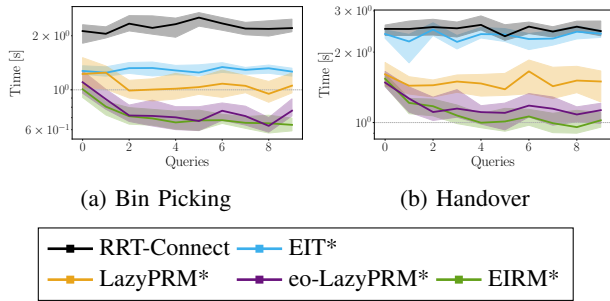 2 × 10⁰
10⁰
6 × 10⁻¹
Time [s]
0 2 4 6 8
Queries
(a) Bin Picking
3 × 10⁰
2 × 10⁰
10⁰
Time [s]
0 2 4 6 8
Queries
(b) Handover
RRT-Connect EIT*
LazyPRM* eo-LazyPRM* EIRM*